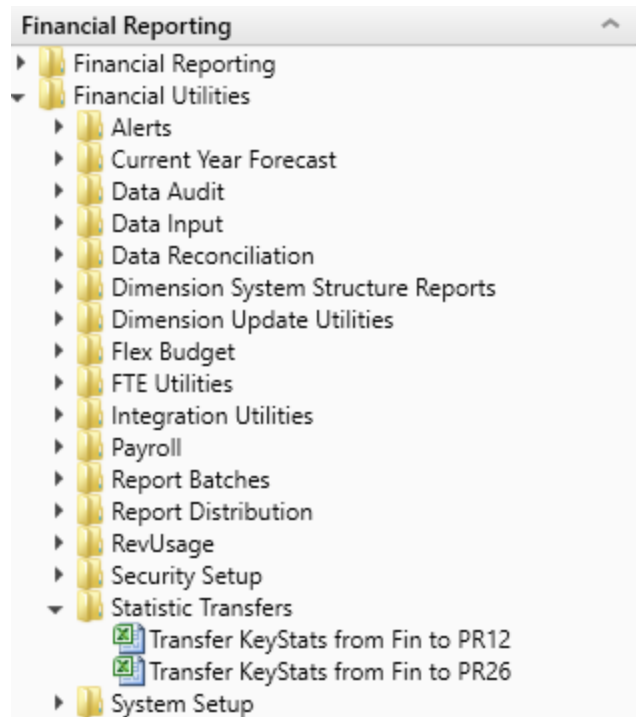 Financial Reporting
Financial Reporting
Financial Utilities
Alerts
Current Year Forecast
Data Audit
Data Input
Data Reconciliation
Dimension System Structure Reports
Dimension Update Utilities
Flex Budget
FTE Utilities
Integration Utilities
Payroll
Report Batches
Report Distribution
RevUsage
Security Setup
Statistic Transfers
Transfer KeyStats from Fin to PR12
Transfer KeyStats from Fin to PR26
System Setup